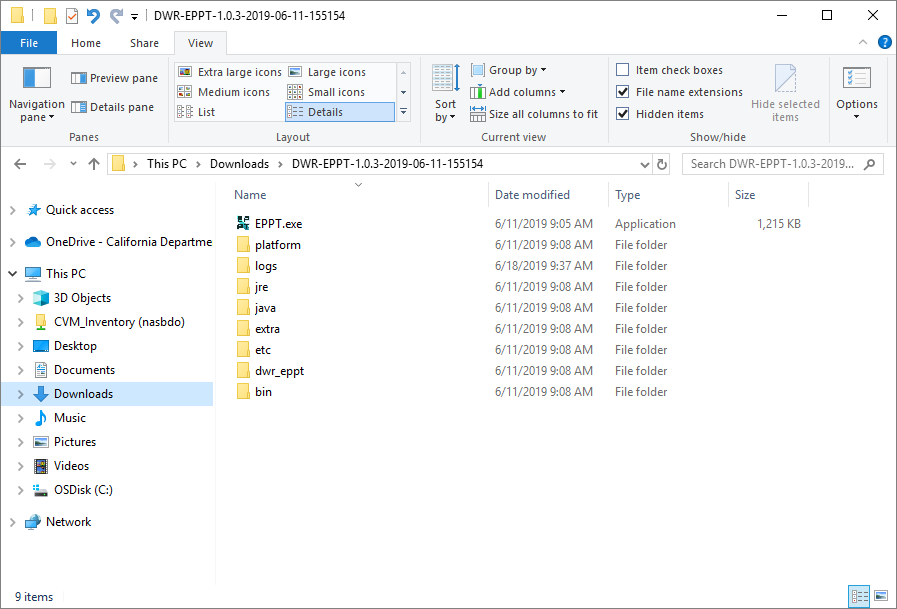 DWR-EPPT-1.0.3-2019-06-11-155154
File Home Share View
Navigation pane
Preview pane
Details pane
Panes
Extra large icons Large icons
Medium icons Small icons
List Details
Layout
Sort by
Group by
Add columns
Size all columns to fit
Current view
Item check boxes
File name extensions
Hidden items
Hide selected items
Show/hide
Options
This PC Downloads DWR-EPPT-1.0.3-2019-06-11-155154
Search DWR-EPPT-1.0.3-2019...
Quick access
OneDrive - California Departme
This PC
3D Objects
CVM_Inventory (nasbdo)
Desktop
Documents
Downloads
Music
Pictures
Videos
OSDisk (C:)
Network
Name Date modified Type Size
EPPT.exe 6/11/2019 9:05 AM Application 1,215 KB
platform 6/11/2019 9:08 AM File folder
logs 6/18/2019 9:37 AM File folder
jre 6/11/2019 9:08 AM File folder
java 6/11/2019 9:08 AM File folder
extra 6/11/2019 9:08 AM File folder
etc 6/11/2019 9:08 AM File folder
dwr_eppt 6/11/2019 9:08 AM File folder
bin 6/11/2019 9:08 AM File folder
9 items